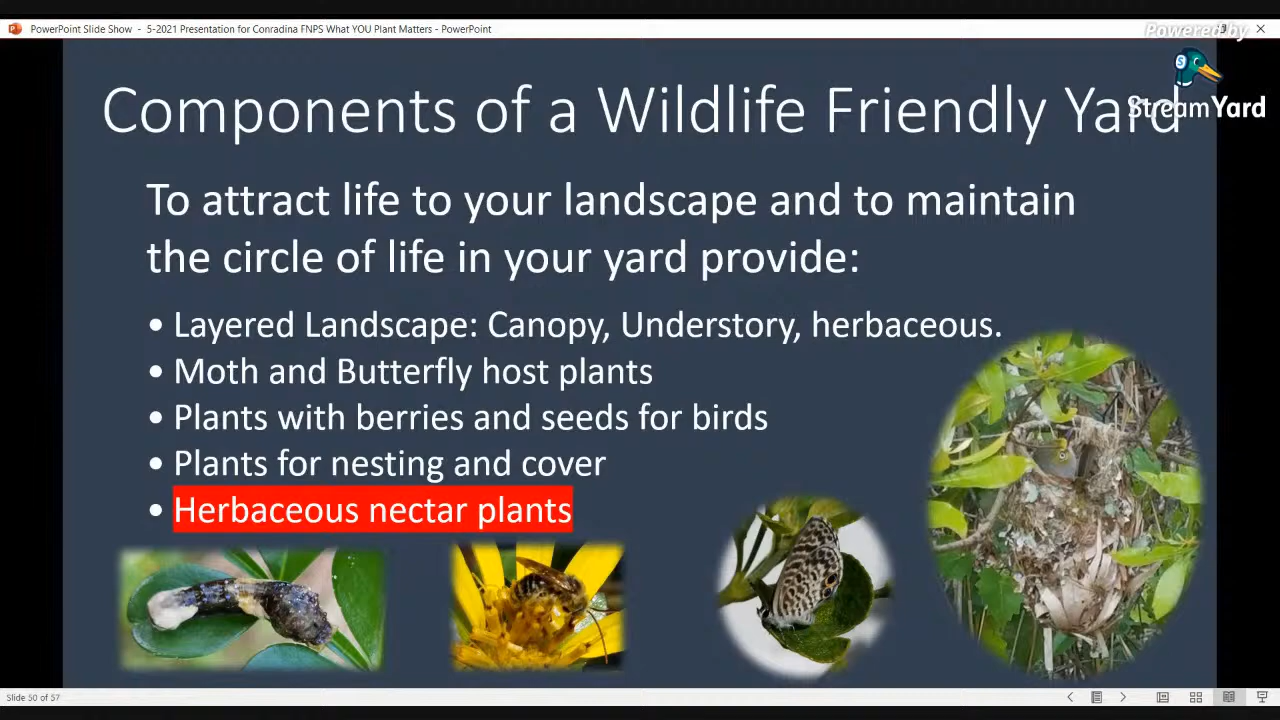 PowerPoint Slide Show - 5-2021 Presentation for Conradina FNPS What YOU Plant Matters - PowerPoint
Powered by
StreamYard
Components of a Wildlife Friendly Yard
To attract life to your landscape and to maintain
the circle of life in your yard provide:
• Layered Landscape: Canopy, Understory, herbaceous.
• Moth and Butterfly host plants
• Plants with berries and seeds for birds
• Plants for nesting and cover
• Herbaceous nectar plants
Slide 50 of 57